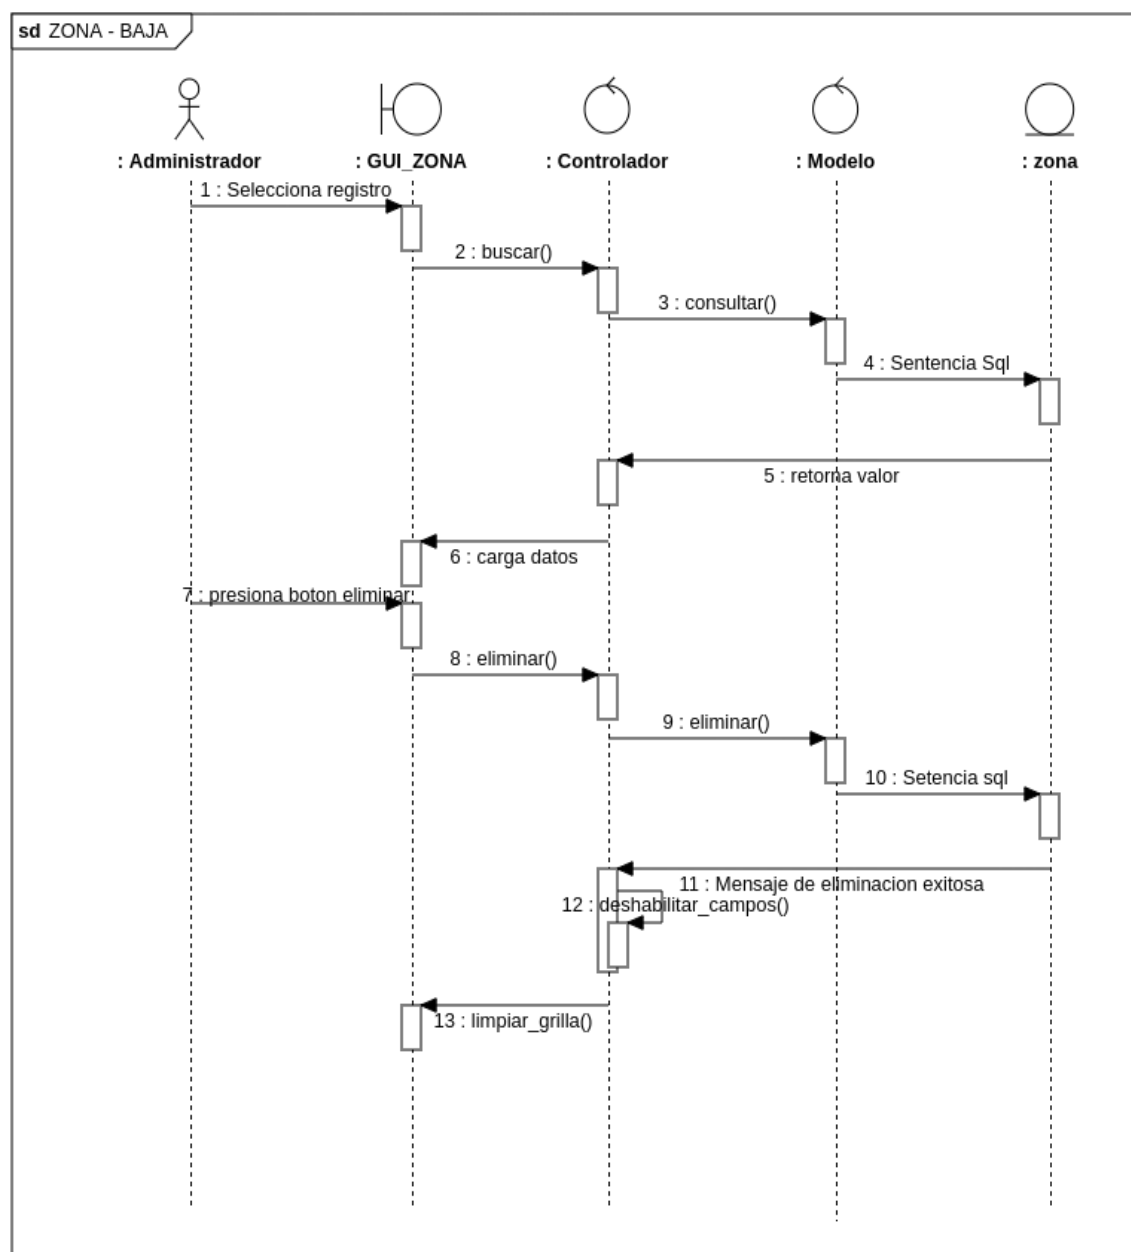 sd ZONA - BAJA
: Administrador
: GUI_ZONA
: Controlador
: Modelo
: zona
1 : Selecciona registro
2 : buscar()
3 : consultar()
4 : Sentencia Sql
5 : retorna valor
6 : carga datos
7 : presiona boton eliminar
8 : eliminar()
9 : eliminar()
10 : Setencia sql
11 : Mensaje de eliminacion exitosa
12 : deshabilitar_campos()
13 : limpiar_grilla()